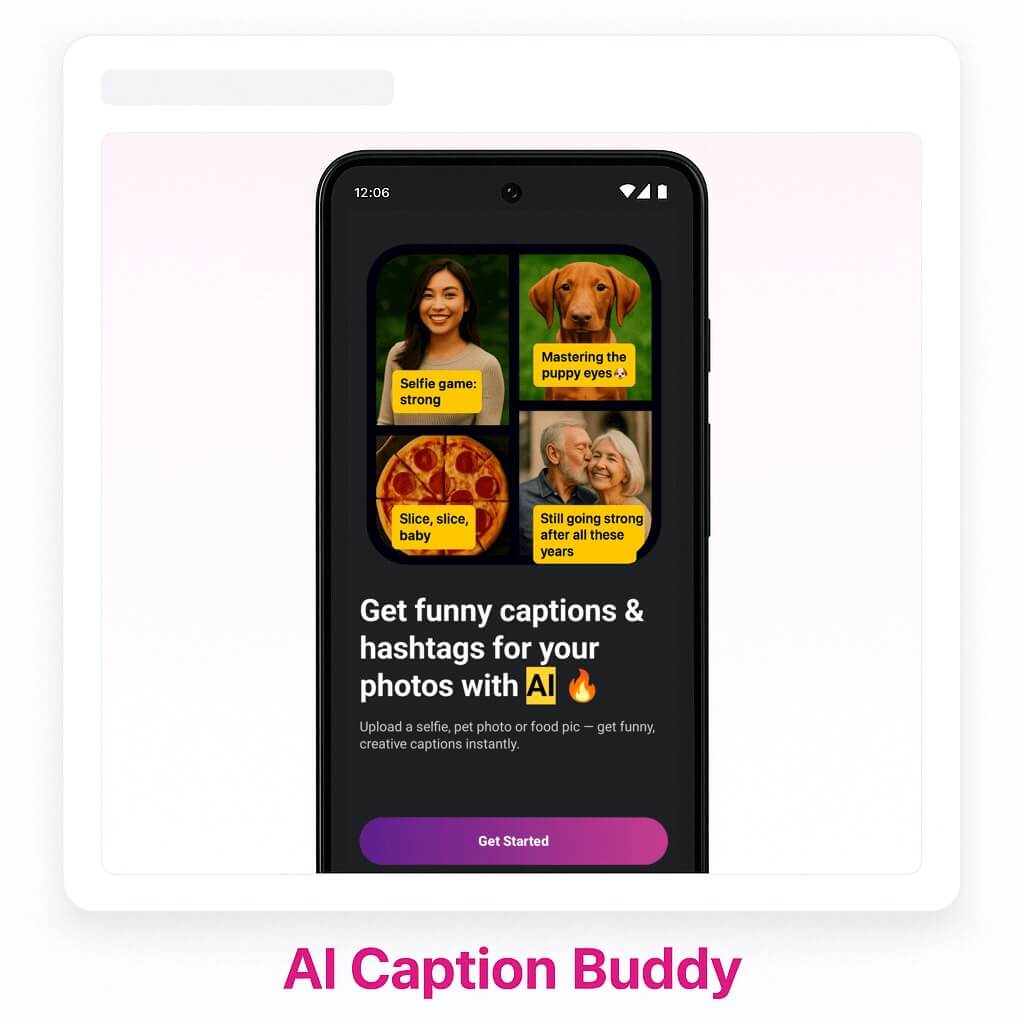 12:06
Selfie game:
strong
Mastering the
puppy eyes🐶
Slice, slice,
baby
Still going strong
after all these
years
Get funny captions &
hashtags for your
photos with AI 🔥
Upload a selfie, pet photo or food pic — get funny,
creative captions instantly.
Get Started
AI Caption Buddy